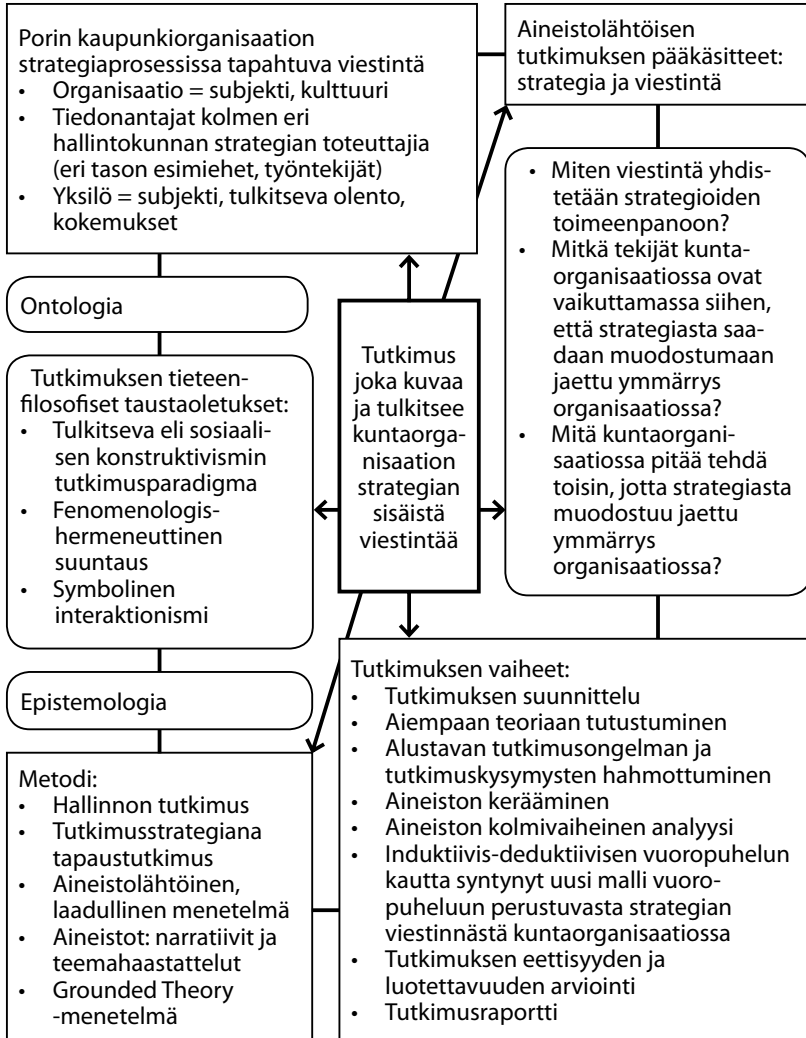 Porin kaupunkiorganisaation
strategiaprosessissa tapahtuva viestintä
• Organisaatio = subjekti, kulttuuri
• Tiedonantajat kolmen eri
hallintokunnan strategian toteuttajia
(eri tason esimiehet, työntekijät)
• Yksilö = subjekti, tulkitseva olento,
kokemukset
Aineistolähtöisen
tutkimuksen pääkäsitteet:
strategia ja viestintä
• Miten viestintä yhdis-
tetään strategioiden
toimeenpanoon?
• Mitkä tekijät kunta-
organisaatiossa ovat
vaikuttamassa siihen,
että strategiasta saa-
daan muodostumaan
jaettu ymmärrys
organisaatiossa?
• Mitä kuntaorgani-
saatiossa pitää tehdä
toisin, jotta strategiasta
muodostuu jaettu
ymmärrys
organisaatiossa?
Ontologia
Tutkimuksen tieteen-
filosofiset taustaoletukset:
• Tulkitseva eli sosiaali-
sen konstruktivismin
tutkimusparadigma
• Fenomenologis-
hermeneuttinen
suuntaus
• Symbolinen
interaktionismi
Tutkimus
joka kuvaa
ja tulkitsee
kuntaorga-
nisaation
strategian
sisäistä
viestintää
Epistemologia
Metodi:
• Hallinnon tutkimus
• Tutkimusstrategiana
tapaustutkimus
• Aineistolähtöinen,
laadullinen menetelmä
• Aineistot: narratiivit ja
teemahaastattelut
• Grounded Theory
-menetelmä
Tutkimuksen vaiheet:
• Tutkimuksen suunnittelu
• Aiempaan teoriaan tutustuminen
• Alustavan tutkimusongelman ja
tutkimuskysymysten hahmottuminen
• Aineiston kerääminen
• Aineiston kolmivaiheinen analyysi
• Induktiivis-deduktiivisen vuoropuhelun
kautta syntynyt uusi malli vuoro-
puheluun perustuvasta strategian
viestinnästä kuntaorganisaatiossa
• Tutkimuksen eettisyyden ja
luotettavuuden arviointi
• Tutkimusraportti